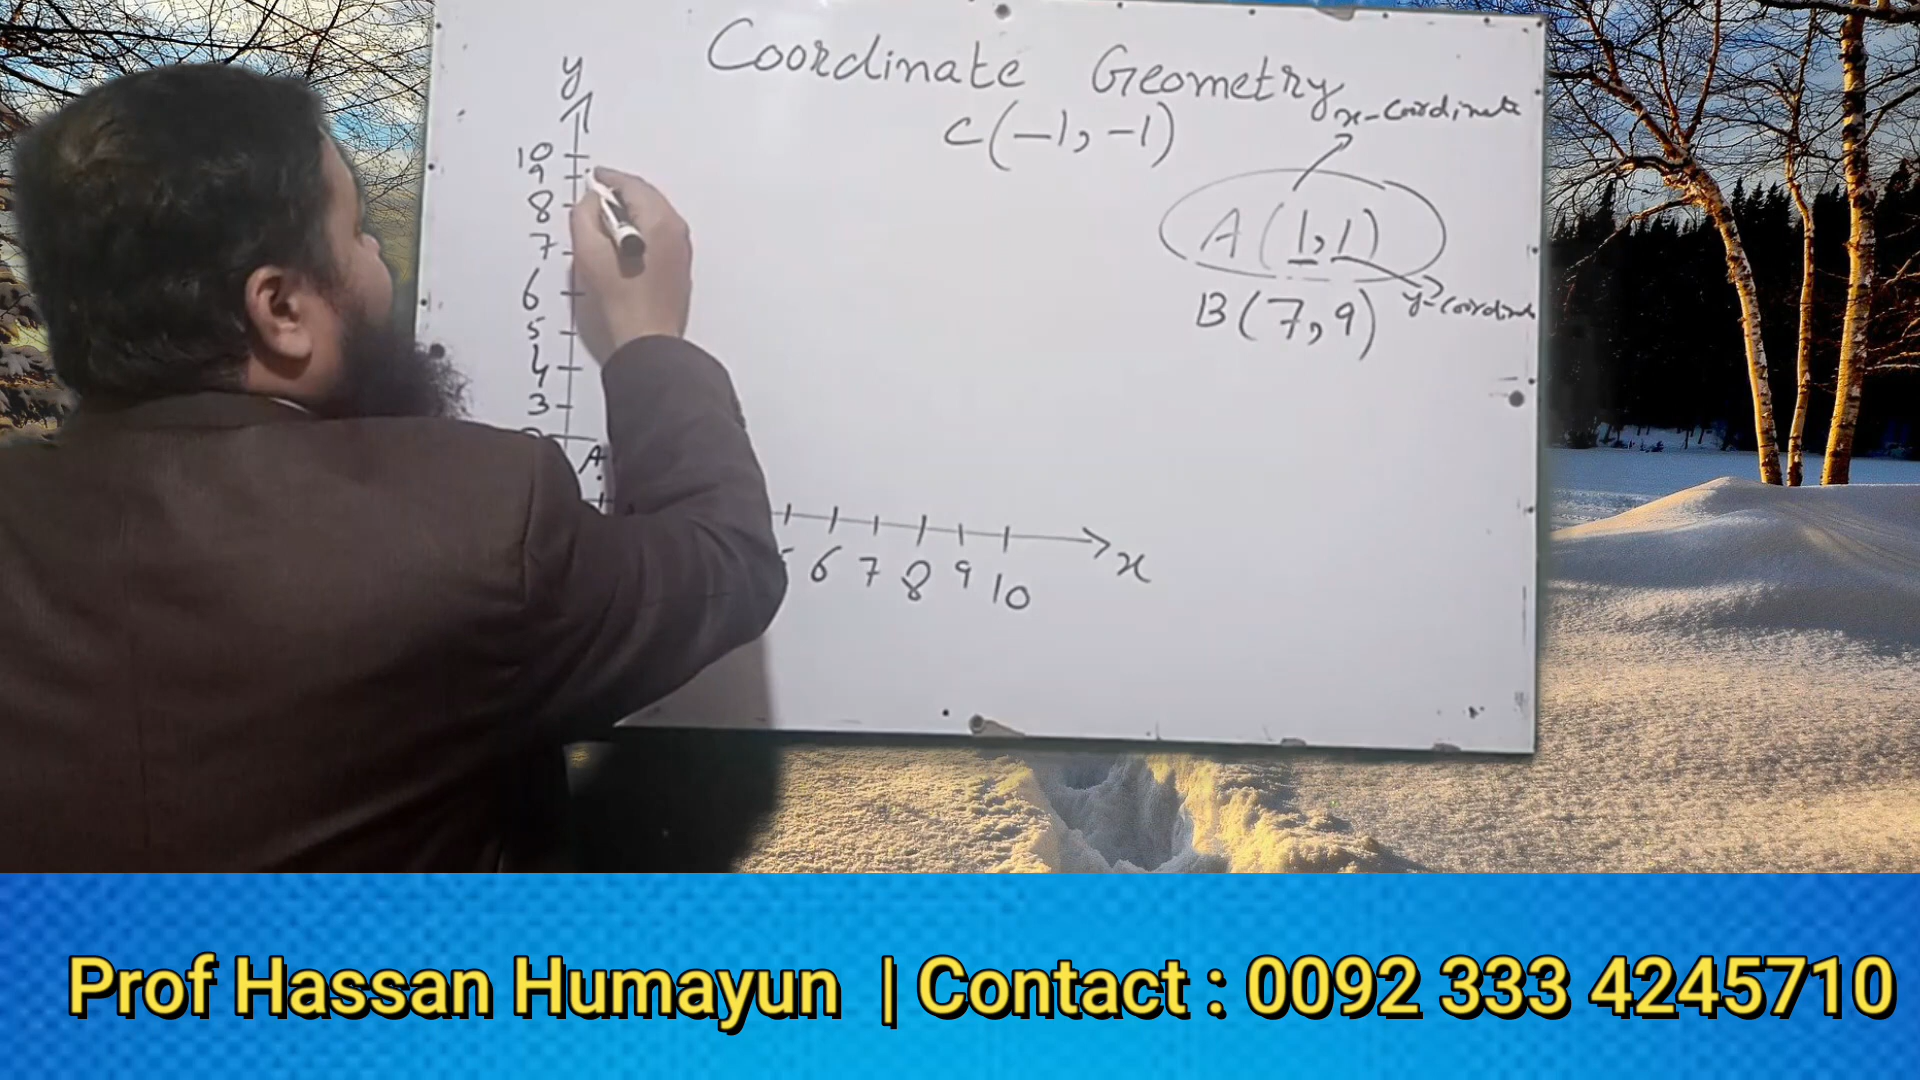 Coordinate Geometry
y
C(-1,-1)
x-coordinate
A(1,1)
y-coordinate
B(7,9)
10
9
8
7
6
5
4
3
A
6 7 8 9 10
x
Prof Hassan Humayun | Contact : 0092 333 4245710